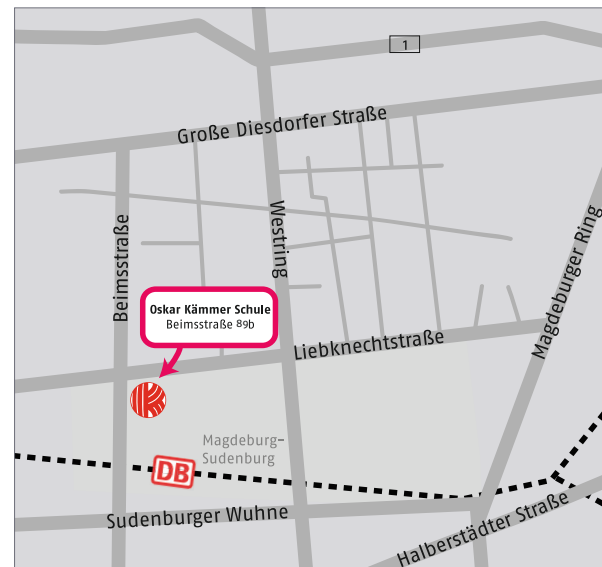 1
Große Diesdorfer Straße
Beimsstraße
Westring
Magdeburger Ring
Oskar Kämmer Schule
Beimsstraße 89b
Liebknechtstraße
Magdeburg-
Sudenburg
DB
Sudenburger Wuhne
Halberstädter Straße